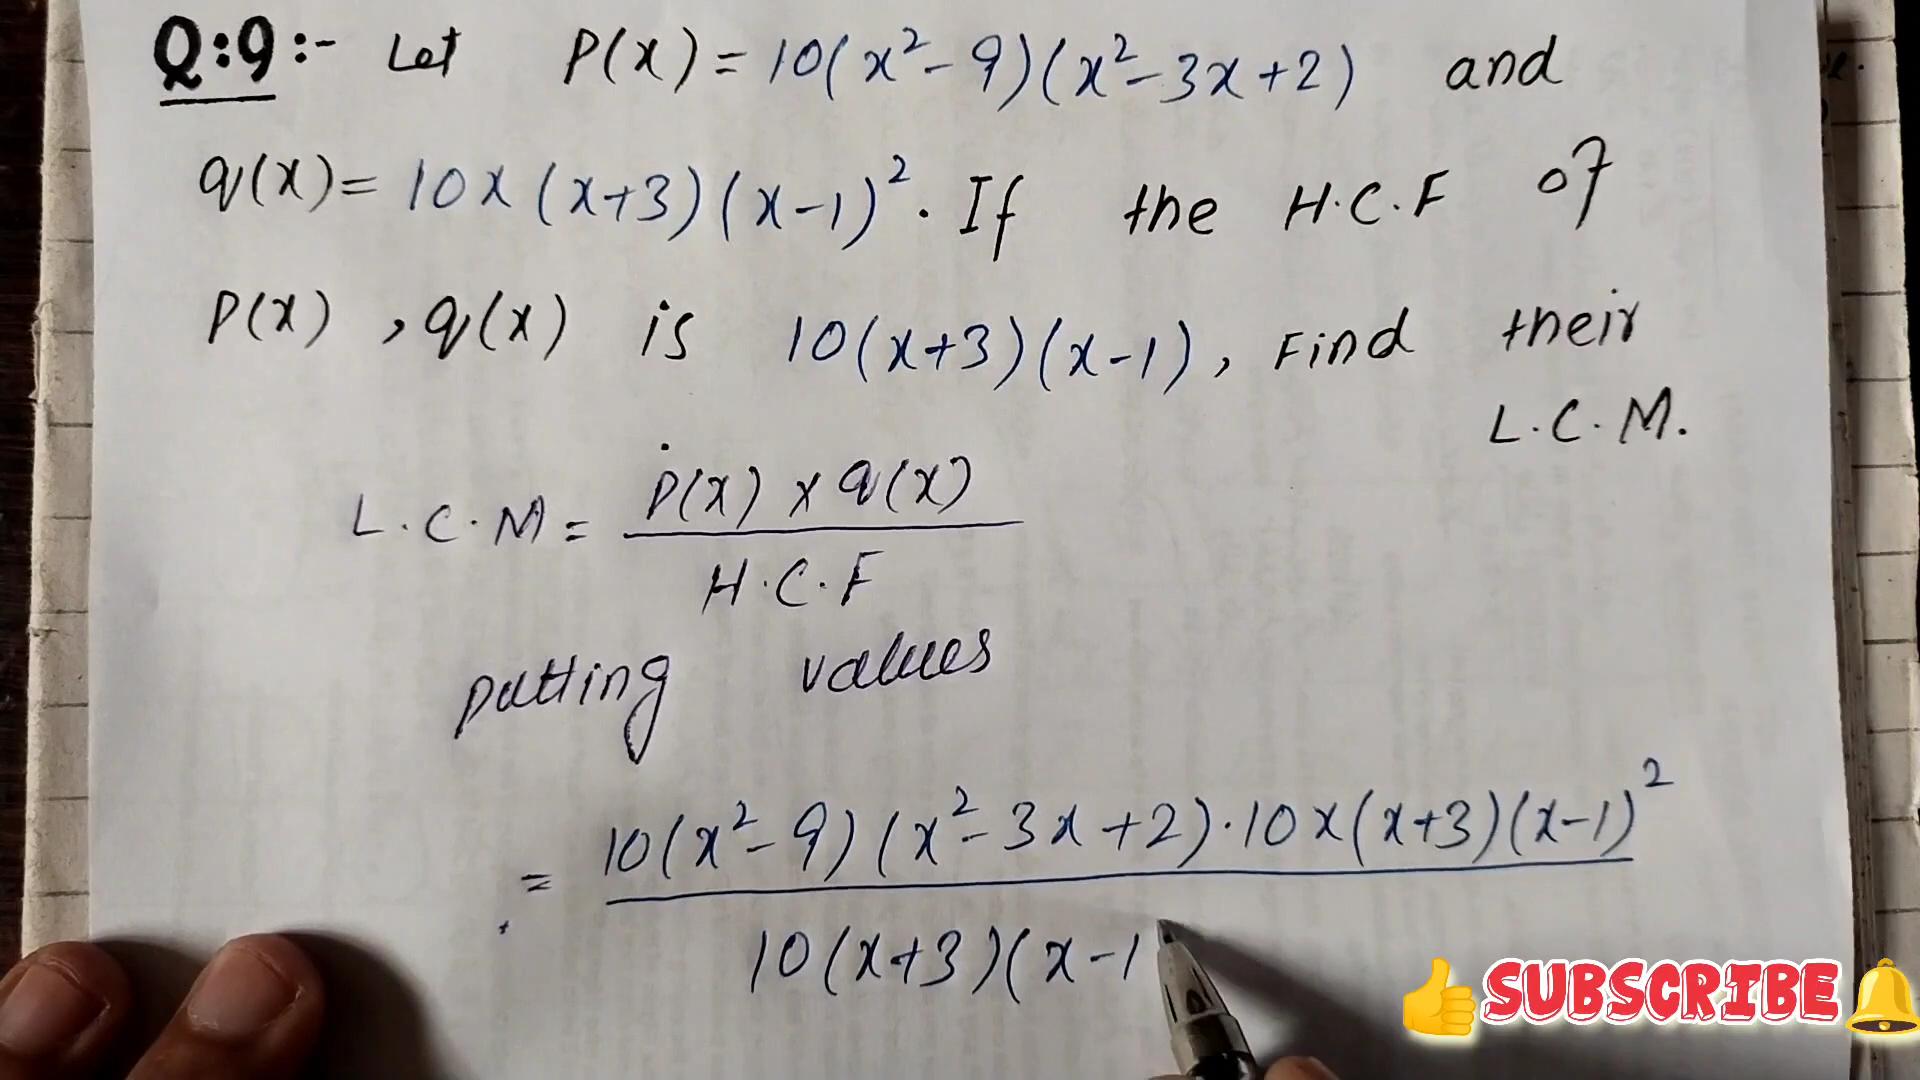 Q:9:- Let P(x) = 10(x²-9)(x²-3x+2) and
q(x) = 10x(x+3)(x-1)². If the H.C.F of
P(x), q(x) is 10(x+3)(x-1), Find their
L.C.M.
L.C.M = P(x) x q(x)
H.C.F
putting values
= 10(x²-9)(x²-3x+2).10x(x+3)(x-1)²
10(x+3)(x-1
SUBSCRIBE